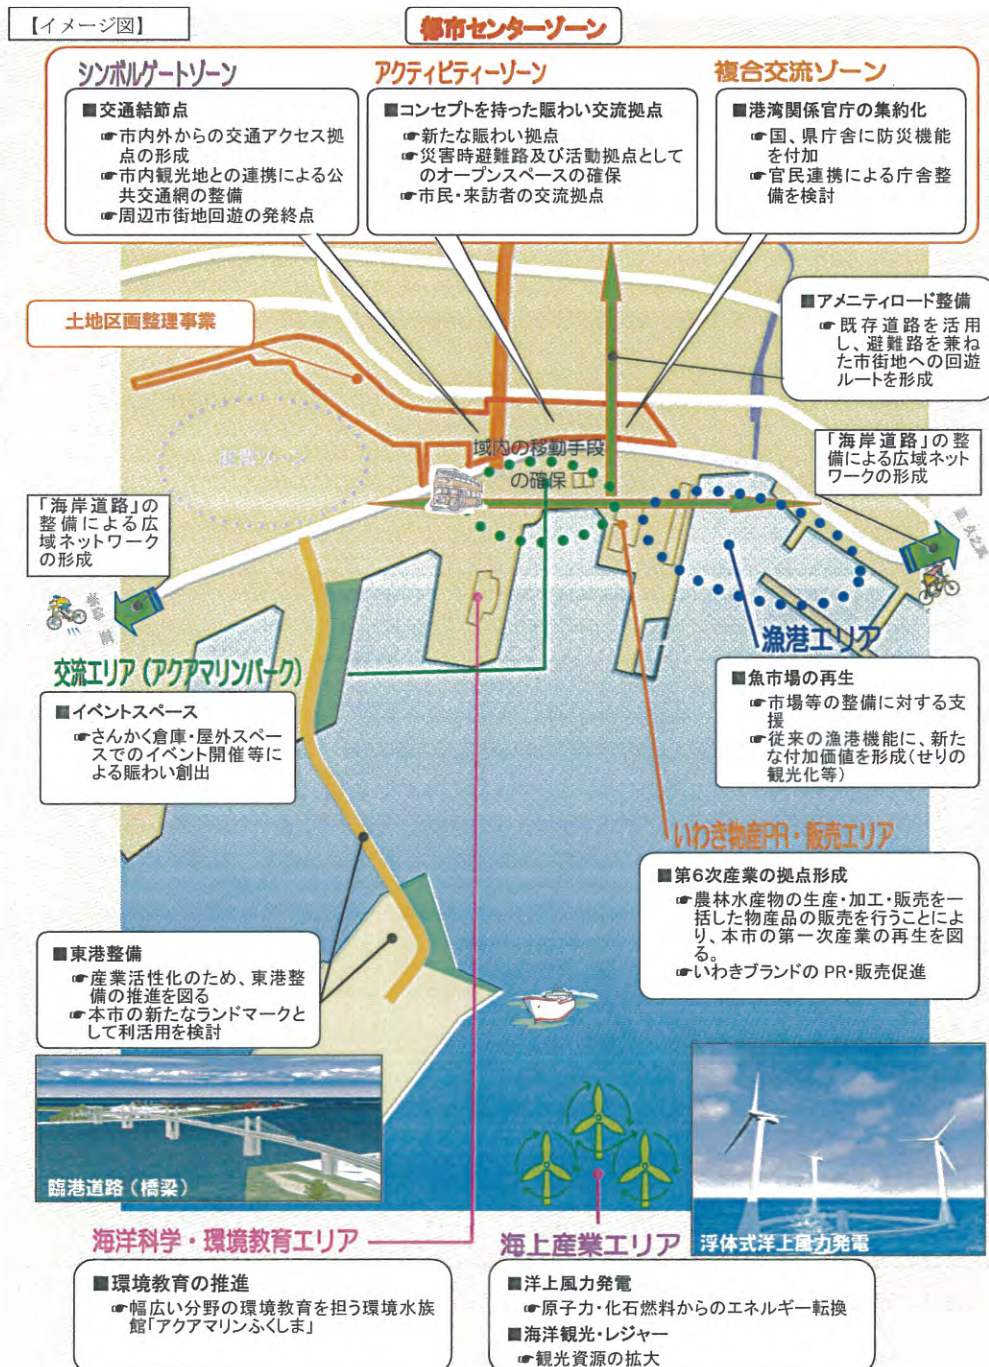 【イメージ図】
都市センターゾーン
シンボルゲートゾーン
■交通結節点
☞市内外からの交通アクセス拠
点の形成
☞市内観光地との連携による公
共交通網の整備
☞周辺市街地回遊の発終点
アクティビティーゾーン
■コンセプトを持った賑わい交流拠点
☞新たな賑わい拠点
☞災害時避難路及び活動拠点として
のオープンスペースの確保
☞市民・来訪者の交流拠点
複合交流ゾーン
■港湾関係官庁の集約化
☞国、県庁舎に防災機能
を付加
☞官民連携による庁舎整
備を検討
土地区画整理事業
■アメニティロード整備
☞既存道路を活用
し、避難路を兼ね
た市街地への回遊
ルートを形成
域内の移動手段
の確保
「海岸道路」の整
備による広域ネット
ワークの形成
「海岸道路」の
整備による広
域ネットワーク
の形成
漁港エリア
■魚市場の再生
☞市場等の整備に対する支
援
☞従来の漁港機能に、新た
な付加価値を形成(せりの
観光化等)
交流エリア(アクアマリンパーク)
■イベントスペース
☞さんかく倉庫・屋外スペー
スでのイベント開催等に
よる賑わい創出
いわき物産PR・販売エリア
■第6次産業の拠点形成
☞農林水産物の生産・加工・販売を一
括した物産品の販売を行うことによ
り、本市の第一次産業の再生を図
る。
☞いわきブランドの PR・販売促進
■東港整備
☞産業活性化のため、東港整
備の推進を図る
☞本市の新たなランドマークと
して利活用を検討
臨港道路(橋梁)
浮体式洋上風力発電
海洋科学・環境教育エリア
■環境教育の推進
☞幅広い分野の環境教育を担う環境水族
館「アクアマリンふくしま」
海上産業エリア
■洋上風力発電
☞原子力・化石燃料からのエネルギー転換
■海洋観光・レジャー
☞観光資源の拡大